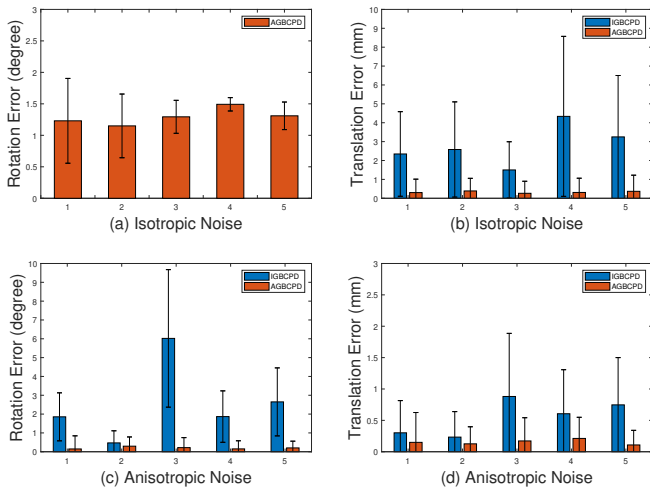 3
2.5
2
1.5
1
0.5
0
Rotation Error (degree)
AGBCPD
1 2 3 4 5
(a) Isotropic Noise
10
9
8
7
6
5
4
3
2
1
0
Translation Error (mm)
IGBCPD
AGBCPD
1 2 3 4 5
(b) Isotropic Noise
10
9
8
7
6
5
4
3
2
1
0
Rotation Error (degree)
IGBCPD
AGBCPD
1 2 3 4 5
(c) Anisotropic Noise
3
2.5
2
1.5
1
0.5
0
Translation Error (mm)
IGBCPD
AGBCPD
1 2 3 4 5
(d) Anisotropic Noise